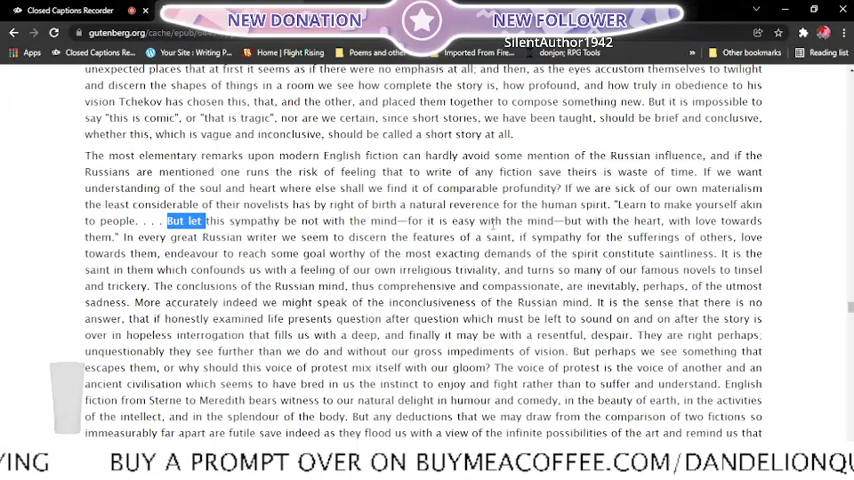 Closed Captions Recorder
NEW DONATION
NEW FOLLOWER
SilentAuthor1942
gutenberg.org/cache/epub/644
Apps
Closed Captions Rec...
Your Site : Writing P...
Home | Flight Rising
Poems and othe
Imported From Firef...
donjon; RPG Tools
»
Other bookmarks
Reading list
unexpected places that at first it seems as if there were no emphasis at all; and then, as the eyes accustom themselves to twilight
and discern the shapes of things in a room we see how complete the story is, how profound, and how truly in obedience to his
vision Tchekov has chosen this, that, and the other, and placed them together to compose something new. But it is impossible to
say "this is comic", or "that is tragic", nor are we certain, since short stories, we have been taught, should be brief and conclusive,
whether this, which is vague and inconclusive, should be called a short story at all.
The most elementary remarks upon modern English fiction can hardly avoid some mention of the Russian influence, and if the
Russians are mentioned one runs the risk of feeling that to write of any fiction save theirs is waste of time. If we want
understanding of the soul and heart where else shall we find it of comparable profundity? If we are sick of our own materialism
the least considerable of their novelists has by right of birth a natural reverence for the human spirit. "Learn to make yourself akin
to people. . . . But let this sympathy be not with the mind—for it is easy with the mind—but with the heart, with love towards
them." In every great Russian writer we seem to discern the features of a saint, if sympathy for the sufferings of others, love
towards them, endeavour to reach some goal worthy of the most exacting demands of the spirit constitute saintliness. It is the
saint in them which confounds us with a feeling of our own irreligious triviality, and turns so many of our famous novels to tinsel
and trickery. The conclusions of the Russian mind, thus comprehensive and compassionate, are inevitably, perhaps, of the utmost
sadness. More accurately indeed we might speak of the inconclusiveness of the Russian mind. It is the sense that there is no
answer, that if honestly examined life presents question after question which must be left to sound on and on after the story is
over in hopeless interrogation that fills us with a deep, and finally it may be with a resentful, despair. They are right perhaps;
unquestionably they see further than we do and without our gross impediments of vision. But perhaps we see something that
escapes them, or why should this voice of protest mix itself with our gloom? The voice of protest is the voice of another and an
ancient civilisation which seems to have bred in us the instinct to enjoy and fight rather than to suffer and understand. English
fiction from Sterne to Meredith bears witness to our natural delight in humour and comedy, in the beauty of earth, in the activities
of the intellect, and in the splendour of the body. But any deductions that we may draw from the comparison of two fictions so
immeasurably far apart are futile save indeed as they flood us with a view of the infinite possibilities of the art and remind us that
YING BUY A PROMPT OVER ON BUYMEACOFFEE.COM/DANDELIONQU